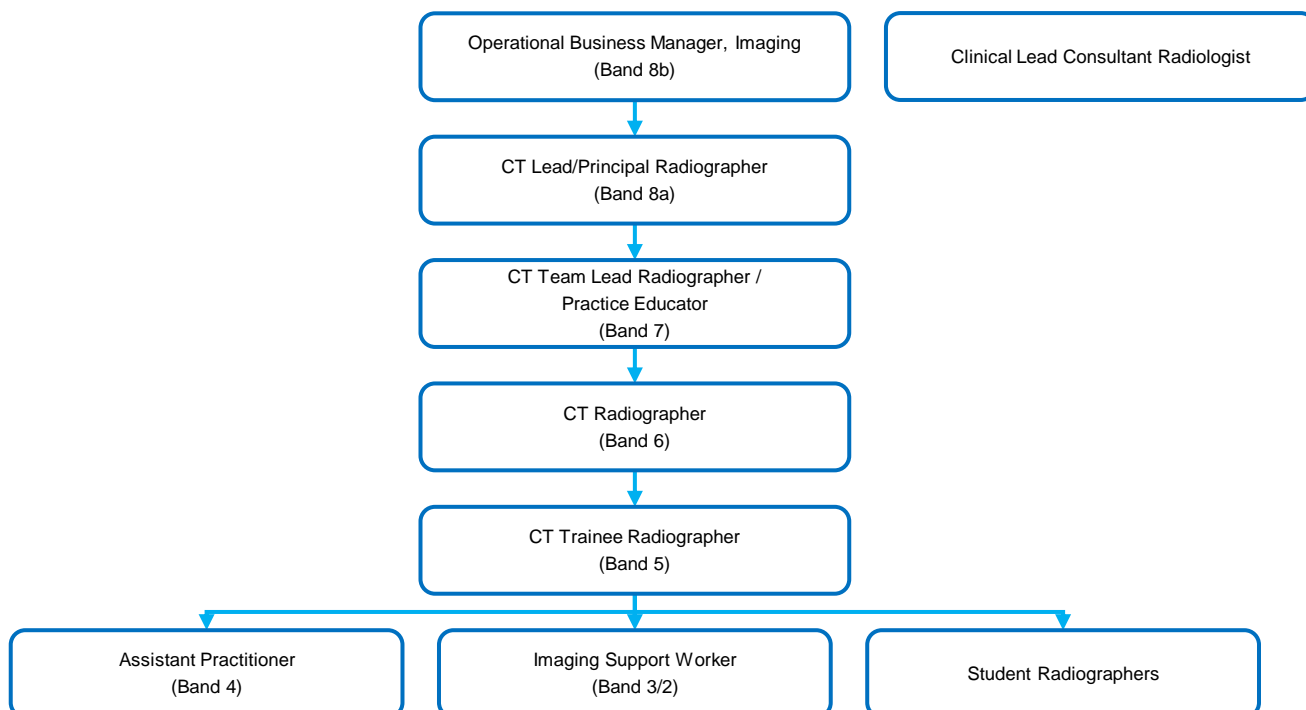 Operational Business Manager, Imaging
(Band 8b)
Clinical Lead Consultant Radiologist
CT Lead/Principal Radiographer
(Band 8a)
CT Team Lead Radiographer /
Practice Educator
(Band 7)
CT Radiographer
(Band 6)
CT Trainee Radiographer
(Band 5)
Assistant Practitioner
(Band 4)
Imaging Support Worker
(Band 3/2)
Student Radiographers